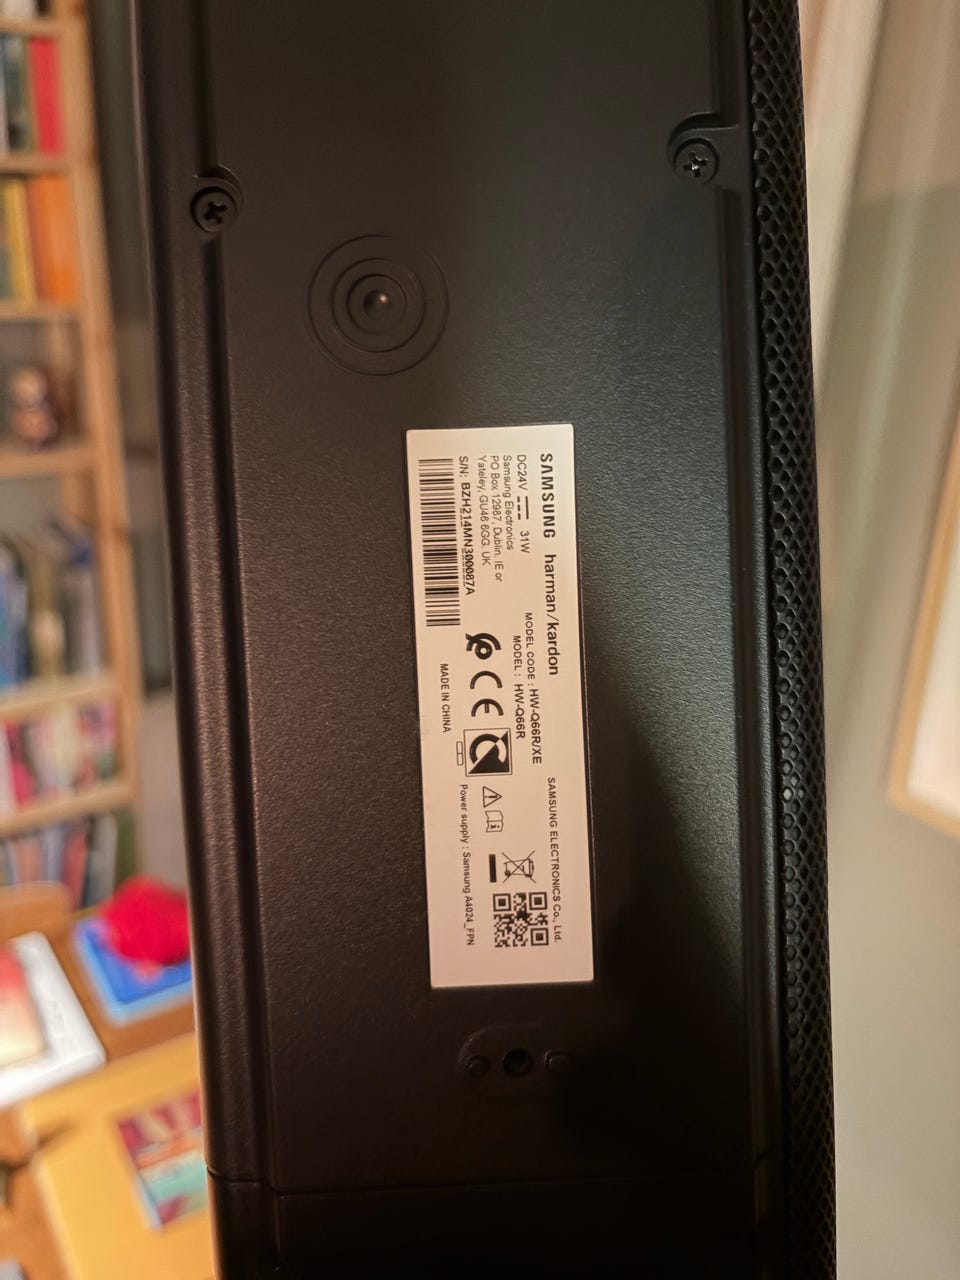 SAMSUNG harman/kardon
DC24V 31W
Samsung Electronics
PO Box 12987, Dublin. IE or
Yateley, GU46 6GG. UK
S/N: BZH214MN300087A
MODEL CODE : HW-Q66R/XE
MODEL : HW-Q66R
CE
MADE IN CHINA
SAMSUNG ELECTRONICS Co., Ltd.
Power supply : Samsung A4024_FPN